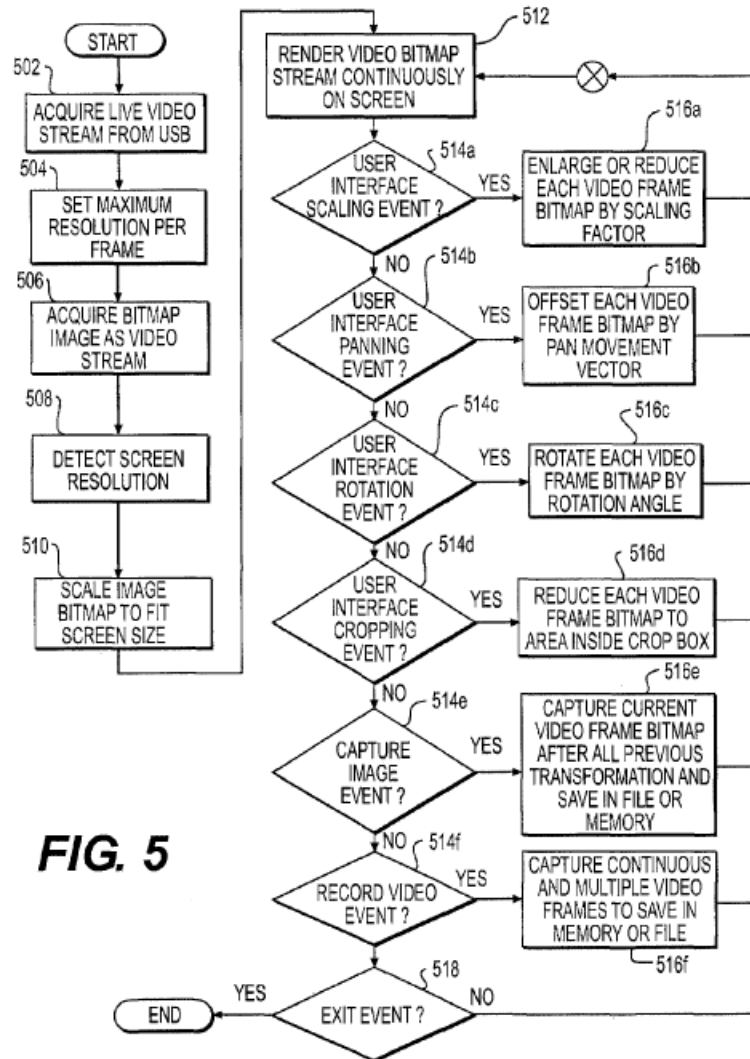 START
502
ACQUIRE LIVE VIDEO
STREAM FROM USB
504
SET MAXIMUM
RESOLUTION PER
FRAME
506
ACQUIRE BITMAP
IMAGE AS VIDEO
STREAM
508
DETECT SCREEN
RESOLUTION
510
SCALE IMAGE
BITMAP TO FIT
SCREEN SIZE
512
RENDER VIDEO BITMAP
STREAM CONTINUOUSLY
ON SCREEN
514a
USER
INTERFACE
SCALING EVENT ?
YES
516a
ENLARGE OR REDUCE
EACH VIDEO FRAME
BITMAP BY SCALING
FACTOR
NO
514b
USER
INTERFACE
PANNING
EVENT ?
YES
516b
OFFSET EACH VIDEO
FRAME BITMAP BY
PAN MOVEMENT
VECTOR
NO
514c
USER
INTERFACE
ROTATION
EVENT ?
YES
516c
ROTATE EACH VIDEO
FRAME BITMAP BY
ROTATION ANGLE
NO
514d
USER
INTERFACE
CROPPING
EVENT ?
YES
516d
REDUCE EACH VIDEO
FRAME BITMAP TO
AREA INSIDE CROP BOX
NO
514e
CAPTURE
IMAGE
EVENT ?
YES
516e
CAPTURE CURRENT
VIDEO FRAME BITMAP
AFTER ALL PREVIOUS
TRANSFORMATION AND
SAVE IN FILE OR
MEMORY
NO
514f
RECORD VIDEO
EVENT ?
YES
CAPTURE CONTINUOUS
AND MULTIPLE VIDEO
FRAMES TO SAVE IN
MEMORY OR FILE
516f
518
EXIT EVENT ?
YES
NO
END
FIG. 5